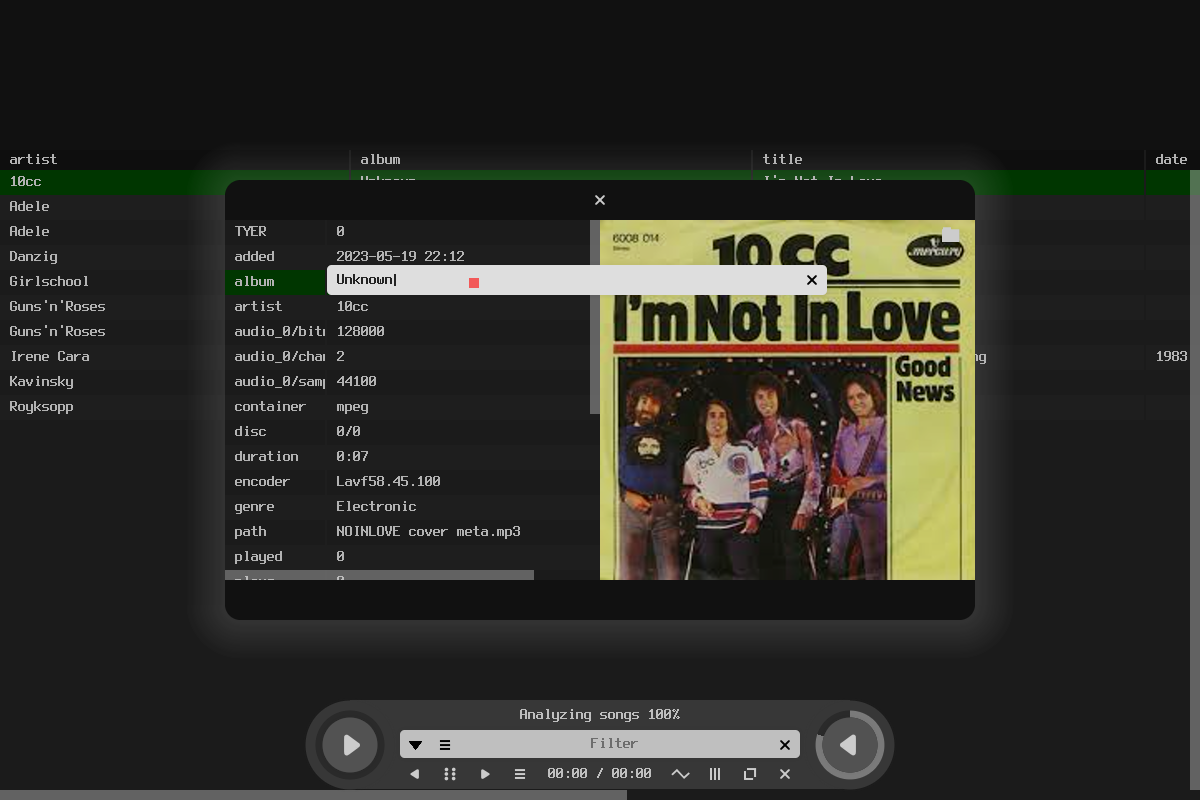 artist album title date
10cc
Adele
Adele
Danzig
Girlschool
Guns'n'Roses
Guns'n'Roses
Irene Cara 1983
Kavinsky
Royksopp
TYER 0
added 2023-05-19 22:12
album Unknown
artist 10cc
audio_0/bit 128000
audio_0/cha 2
audio_0/sam 44100
container mpeg
disc 0/0
duration 0:07
encoder Lavf58.45.100
genre Electronic
path NOINLOVE cover meta.mp3
played 0
6008 014
10 CC
mercury
I'm Not In Love
Good
News
Analyzing songs 100%
Filter
00:00 / 00:00